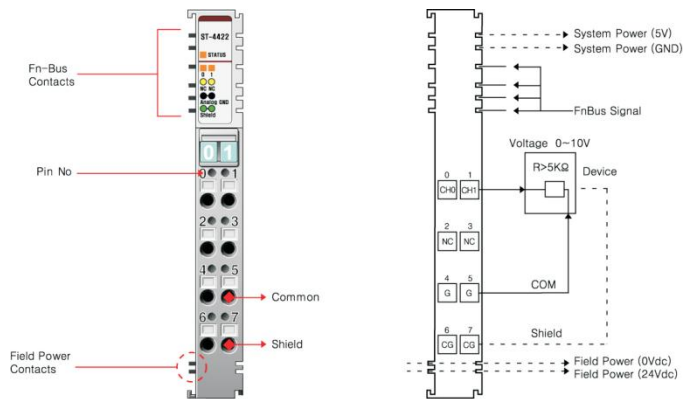 ST-4422
STATUS
0 1
NC NC
Analog GND
Shield
Fn-Bus
Contacts
0 1
Pin No
0 1
2 3
4 5
Common
6 7
Shield
Field Power
Contacts
System Power (5V)
System Power (GND)
FnBus Signal
Voltage 0~10V
R>5KΩ
Device
0 1
CH0 CH1
2 3
NC NC
4 5
G G
COM
6 7
CG CG
Shield
Field Power (0Vdc)
Field Power (24Vdc)